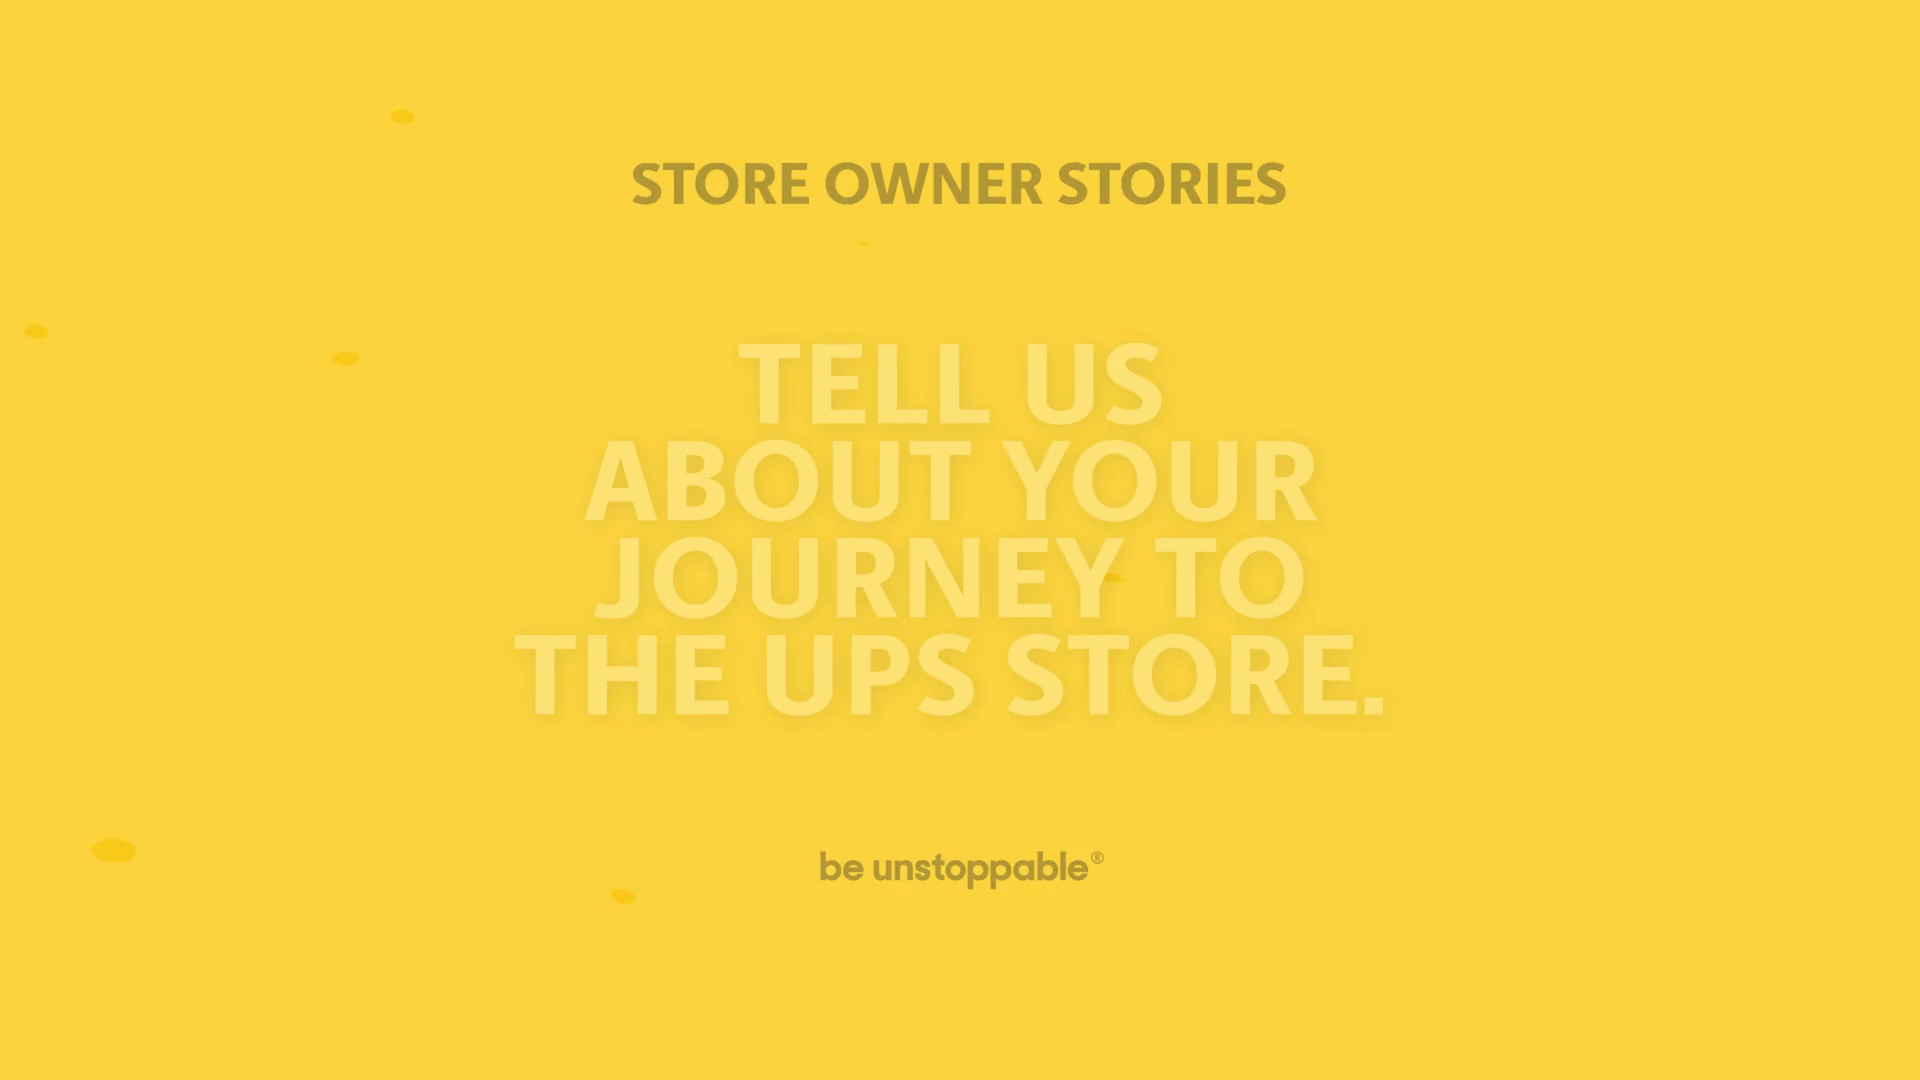 STORE OWNER STORIES
TELL US
ABOUT YOUR
JOURNEY TO
THE UPS STORE.
be unstoppable®